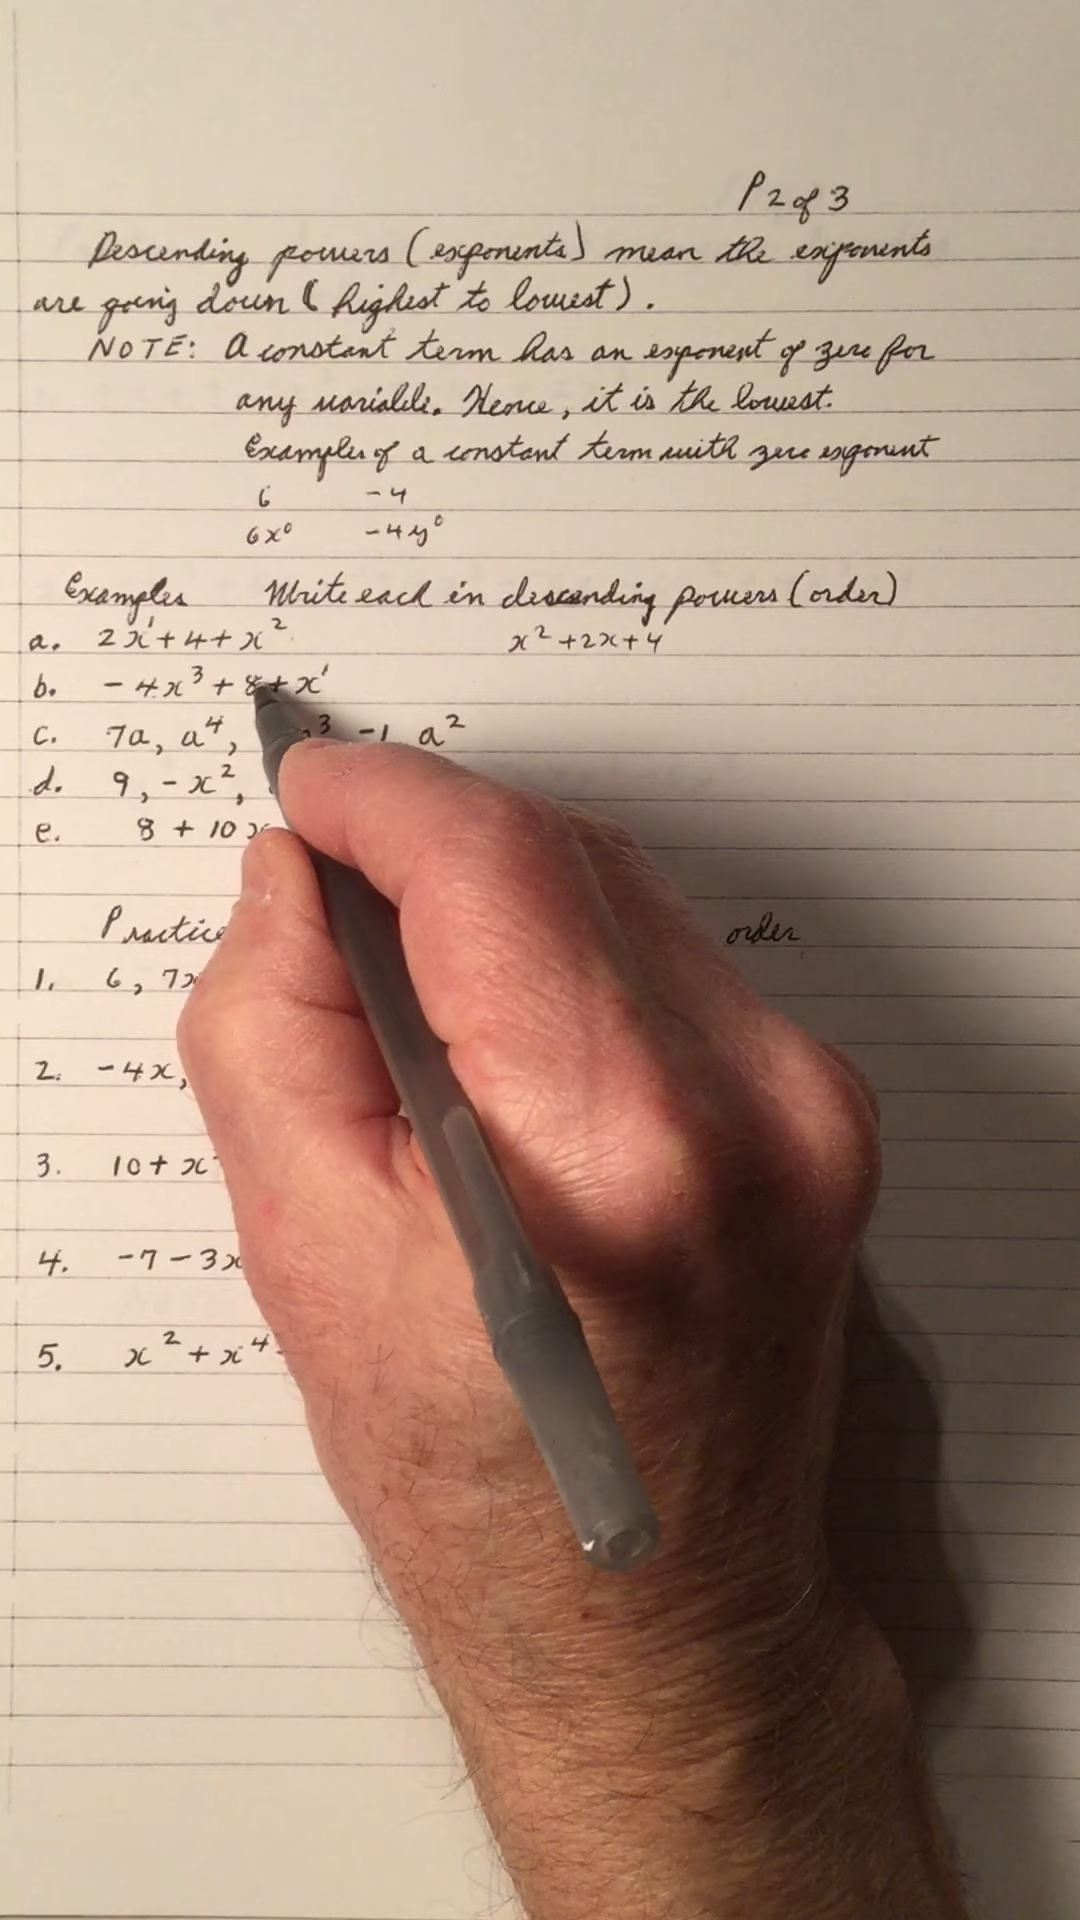 P 2 of 3
Descending powers (exponents) mean the exponents
are going down (highest to lowest).
NOTE: A constant term has an exponent of zero for
any variable. Hence, it is the lowest.
Examples of a constant term with zero exponent
6 -4
6x⁰ -4y⁰
Examples Write each in descending powers (order)
a. 2x¹ + 4 + x² x² + 2x + 4
b. -4x³ + 8 + x¹
c. 7a, a⁴, ³ -1 a²
d. 9, -x²,
e. 8 + 10x
Practice order
1. 6, 7x
2. -4x,
3. 10 + x
4. -7 - 3x
5. x² + x⁴